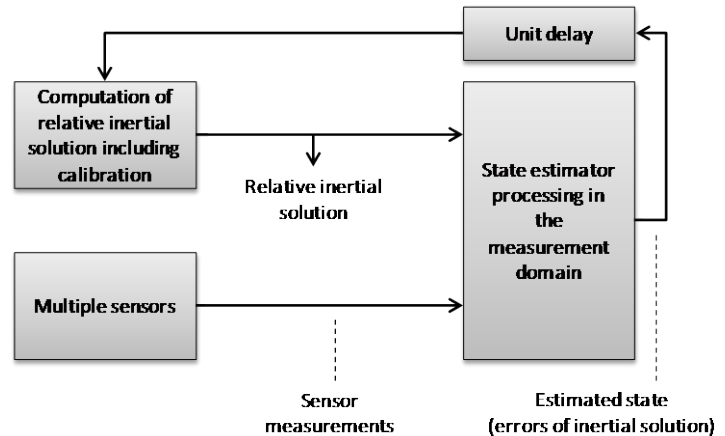 Unit delay
Computation of
relative inertial
solution including
calibration
Relative inertial
solution
State estimator
processing in
the
measurement
domain
Multiple sensors
Sensor
measurements
Estimated state
(errors of inertial solution)